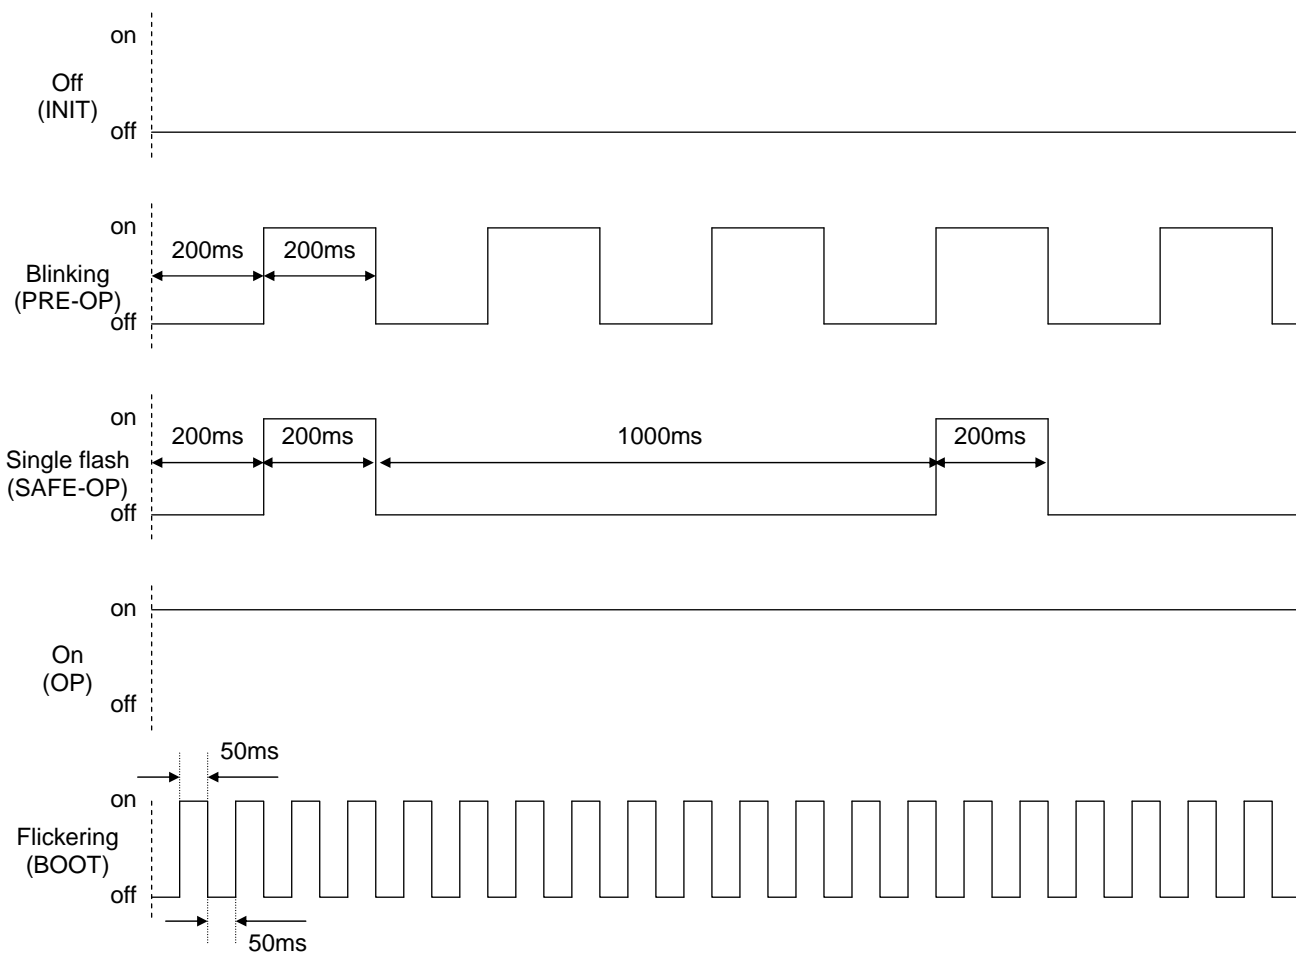 on
Off
(INIT)
off
on
200ms
200ms
Blinking
(PRE-OP)
off
on
200ms
200ms
1000ms
200ms
Single flash
(SAFE-OP)
off
on
On
(OP)
off
50ms
on
Flickering
(BOOT)
off
50ms